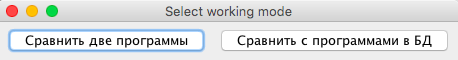 Select working mode
Сравнить две программы Сравнить с программами в БД